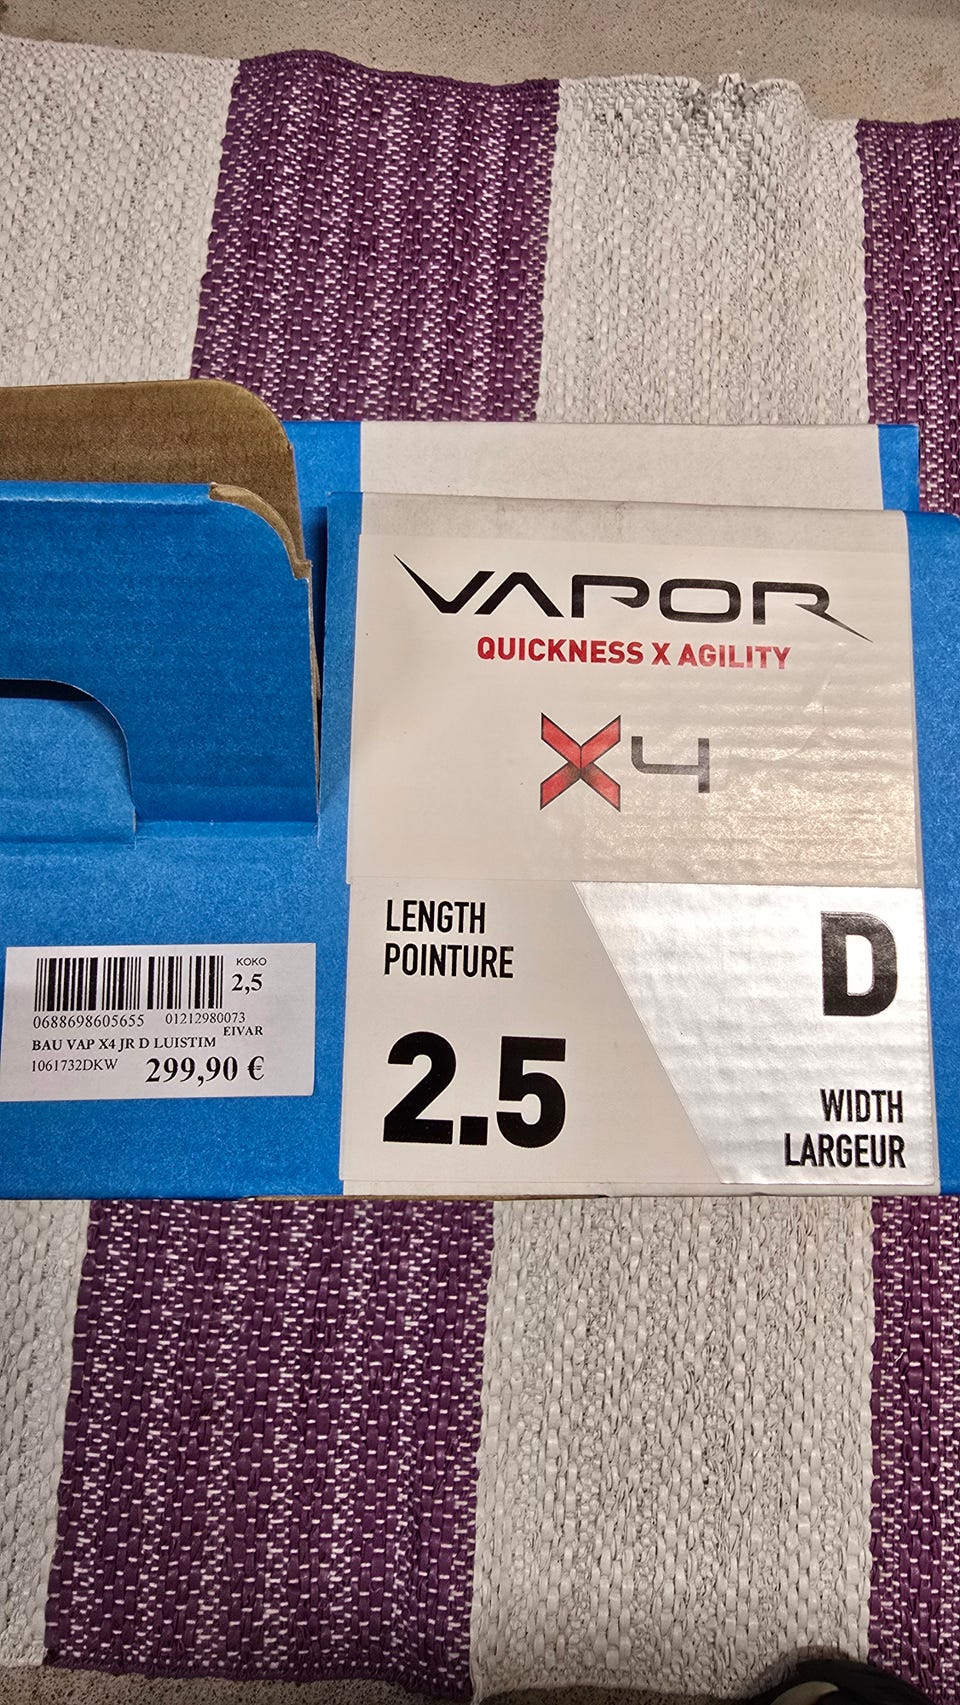 VAPOR
QUICKNESS X AGILITY
X4
LENGTH
POINTURE
2.5
D
WIDTH
LARGEUR
KOKO
2,5
0688698605655 01212980073
EIVAR
BAU VAP X4 JR D LUISTIM
1061732DKW 299,90 €